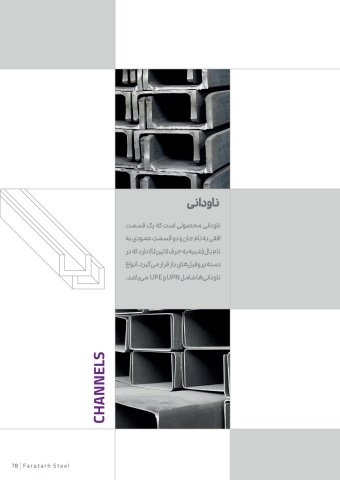 ناودانی
ناودانی محصولی است که یک قسمت
افقی به نام جان و دو قسمت عمودی به
نام بال (شبیه به حرف لاتین U) دارد که در
دسته پروفیل‌های باز قرار می‌گیرد. انواع
ناودانی‌ها شامل UPN و UPE می‌باشد.
CHANNELS
78 | Faratarh Steel